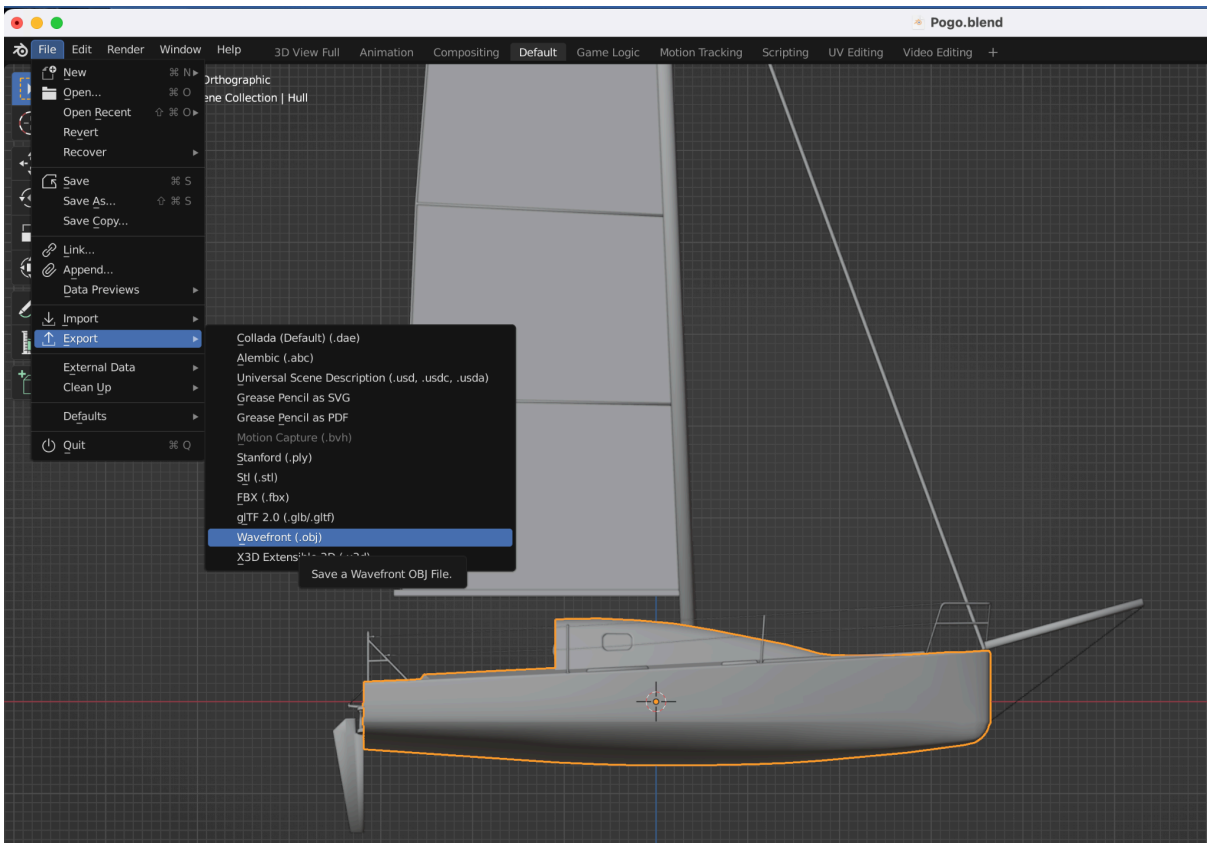 Pogo.blend
File Edit Render Window Help 3D View Full Animation Compositing Default Game Logic Motion Tracking Scripting UV Editing Video Editing +
Orthographic
ene Collection | Hull
New ⌘ N
Open... ⌘ O
Open Recent ⇧ ⌘ O
Revert
Recover
Save ⌘ S
Save As... ⇧ ⌘ S
Save Copy...
Link...
Append...
Data Previews
Import
Export
External Data
Clean Up
Defaults
Quit ⌘ Q
Collada (Default) (.dae)
Alembic (.abc)
Universal Scene Description (.usd, .usdc, .usda)
Grease Pencil as SVG
Grease Pencil as PDF
Motion Capture (.bvh)
Stanford (.ply)
Stl (.stl)
FBX (.fbx)
glTF 2.0 (.glb/.gltf)
Wavefront (.obj)
X3D Extensible 3D (.x3d)
Save a Wavefront OBJ File.